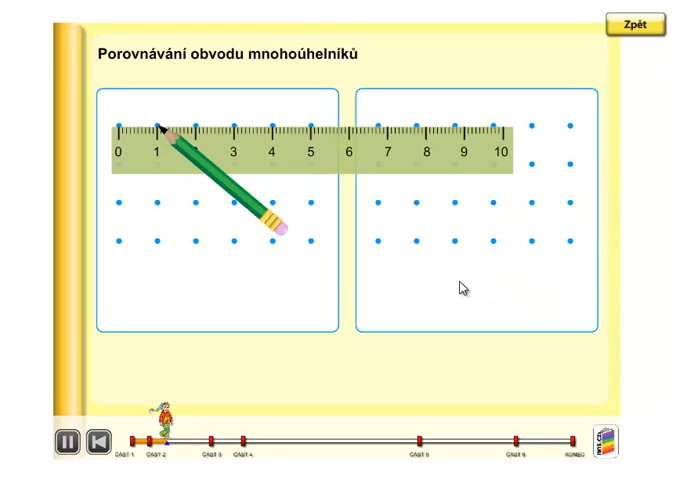 Zpět
Porovnávání obvodu mnohoúhelníků
0 1 3 4 5 6 7 8 9 10
ČÁST 1 ČÁST 2 ČÁST 3 ČÁST 4 ČÁST 5 ČÁST 6 KONEC